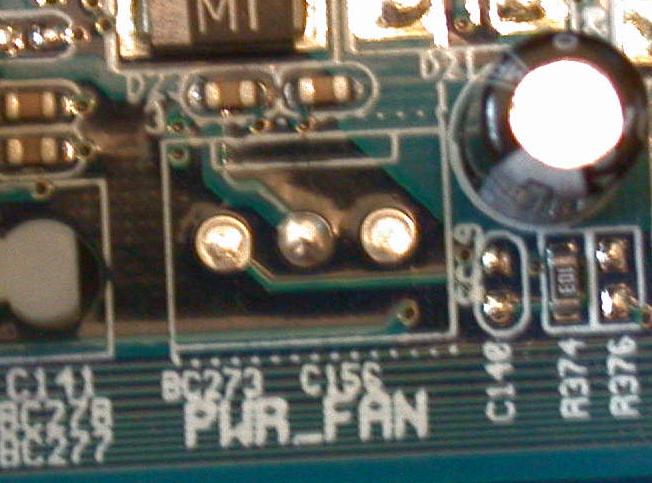 M1
D21
C141
BC278
BC277
BC273
C156
PWR_FAN
C140
103
R374
R376